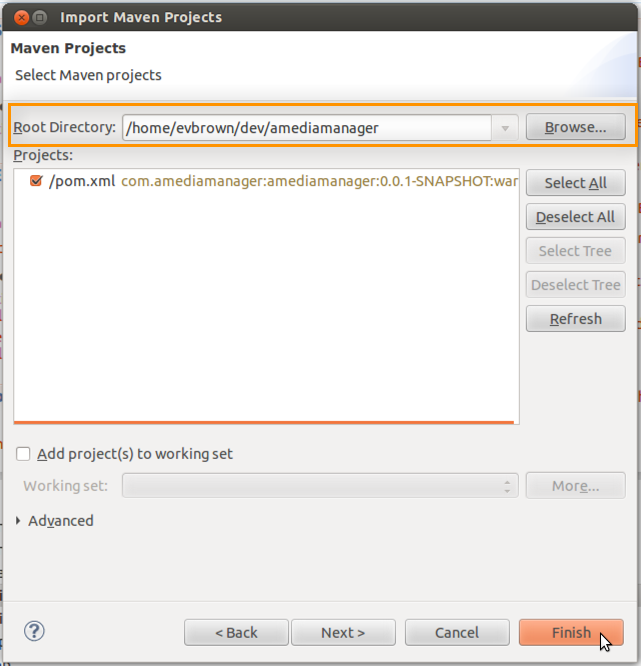 Import Maven Projects
Maven Projects
Select Maven projects
Root Directory: /home/evbrown/dev/amediamanager Browse...
Projects:
/pom.xml com.amediamanager:amediamanager:0.0.1-SNAPSHOT:war
Select All
Deselect All
Select Tree
Deselect Tree
Refresh
Add project(s) to working set
Working set: More...
Advanced
? < Back Next > Cancel Finish